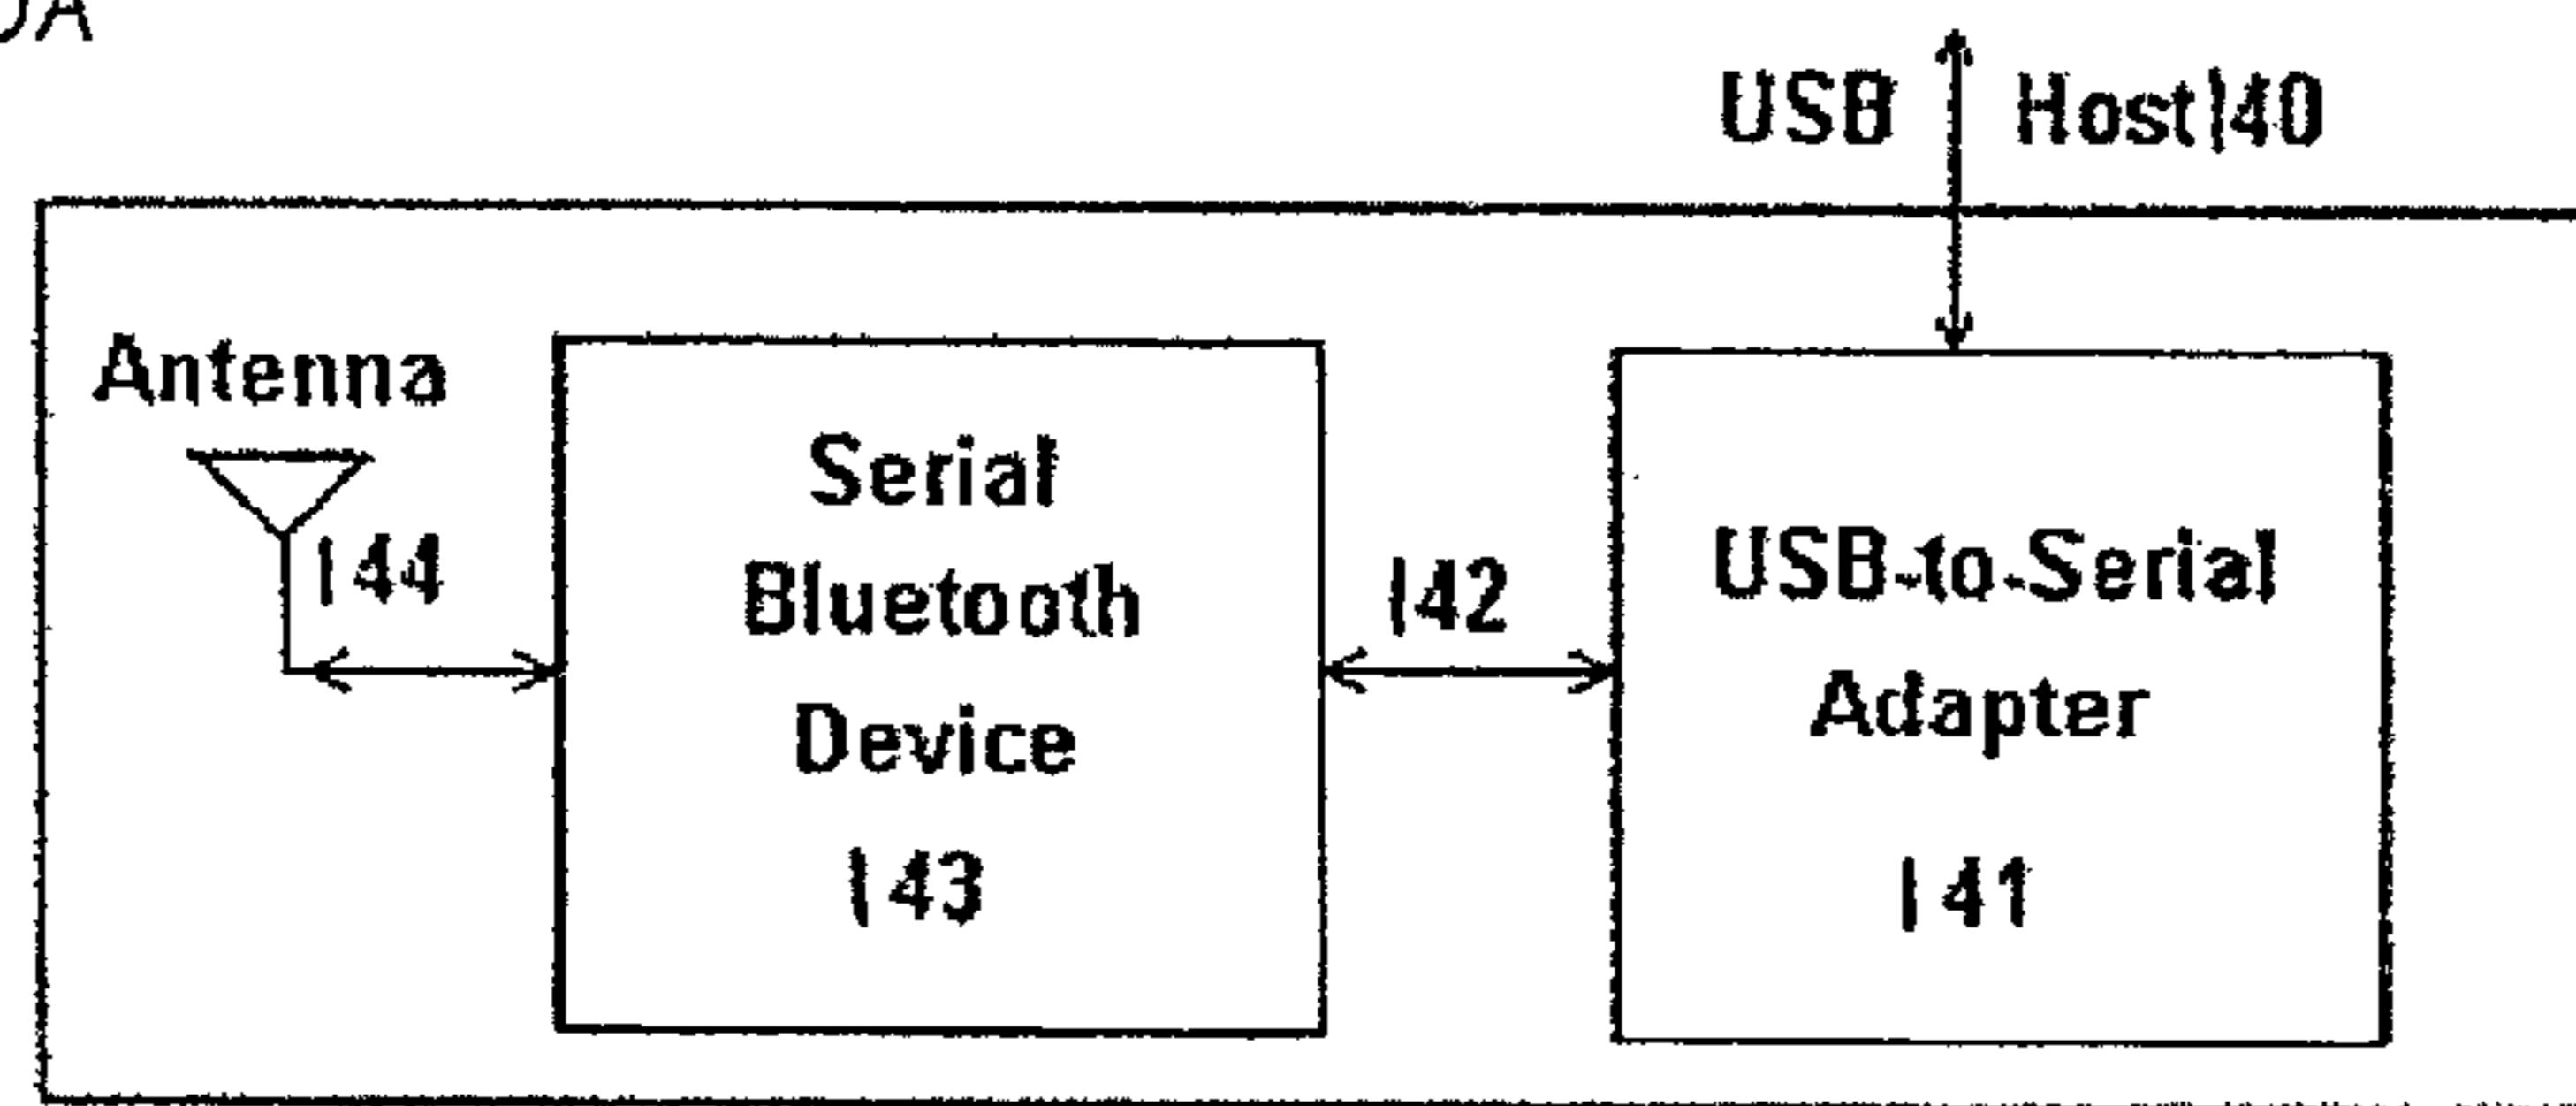 USB Host 140
Antenna
144
Serial
Bluetooth
Device
143
142
USB-to-Serial
Adapter
141